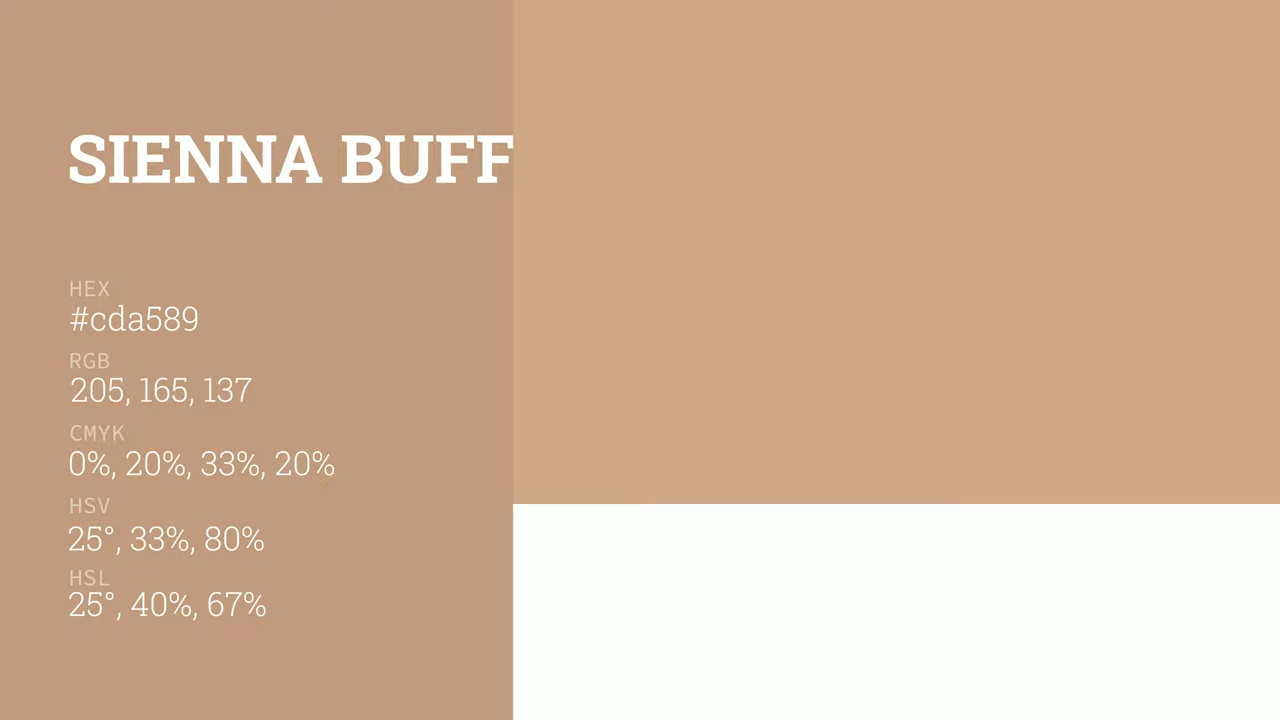 SIENNA BUFF
HEX
#cda589
RGB
205, 165, 137
CMYK
0%, 20%, 33%, 20%
HSV
25°, 33%, 80%
HSL
25°, 40%, 67%